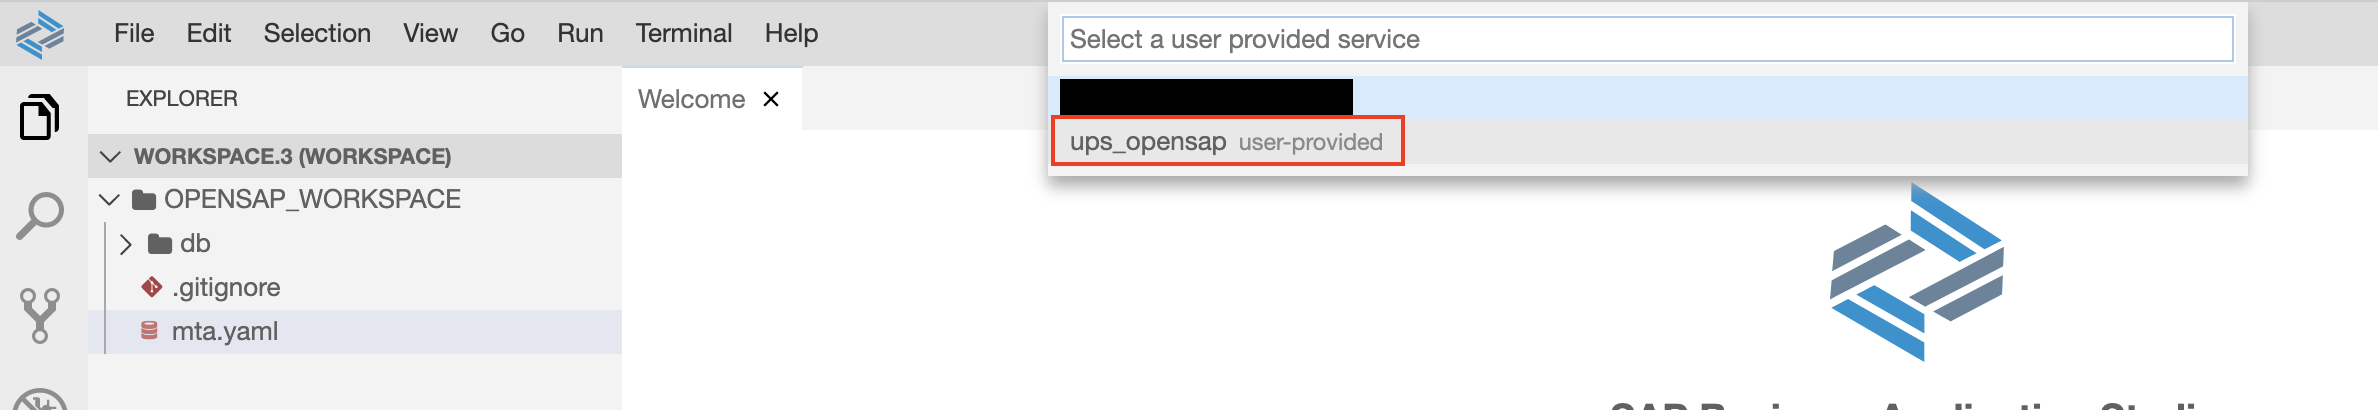 File Edit Selection View Go Run Terminal Help
Select a user provided service
ups_opensap user-provided
EXPLORER
Welcome
WORKSPACE.3 (WORKSPACE)
OPENSAP_WORKSPACE
db
.gitignore
mta.yaml